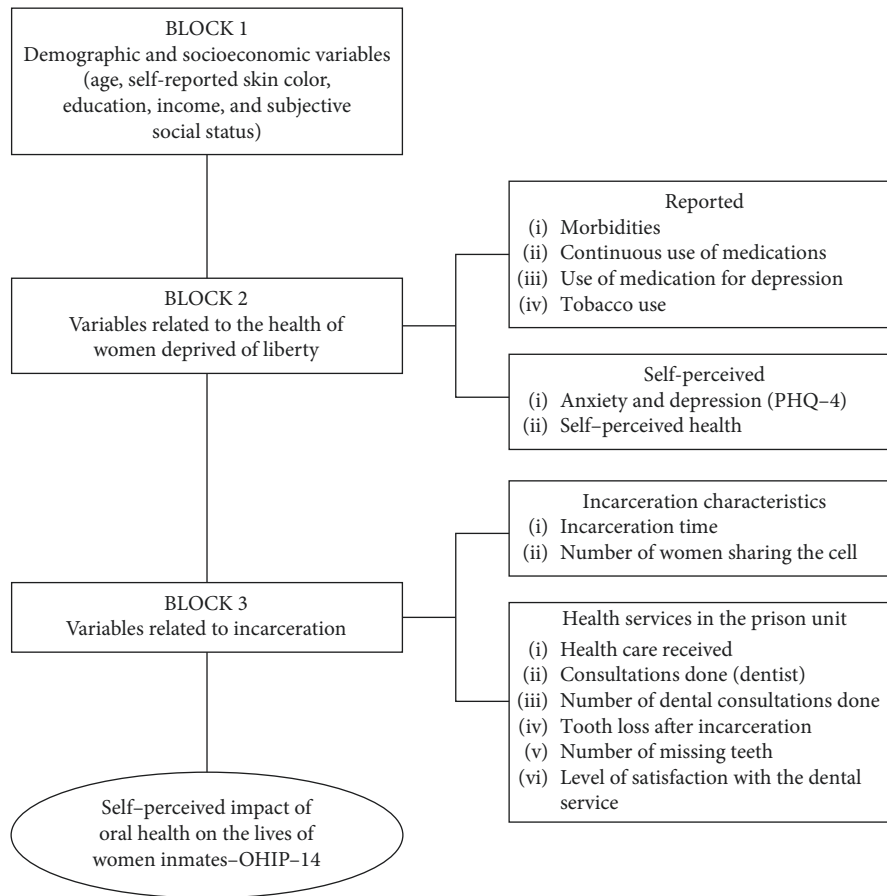 BLOCK 1
Demographic and socioeconomic variables
(age, self-reported skin color,
education, income, and subjective
social status)
Reported
(i) Morbidities
(ii) Continuous use of medications
(iii) Use of medication for depression
(iv) Tobacco use
BLOCK 2
Variables related to the health of
women deprived of liberty
Self-perceived
(i) Anxiety and depression (PHQ–4)
(ii) Self–perceived health
Incarceration characteristics
(i) Incarceration time
(ii) Number of women sharing the cell
BLOCK 3
Variables related to incarceration
Health services in the prison unit
(i) Health care received
(ii) Consultations done (dentist)
(iii) Number of dental consultations done
(iv) Tooth loss after incarceration
(v) Number of missing teeth
(vi) Level of satisfaction with the dental
service
Self–perceived impact of
oral health on the lives of
women inmates–OHIP–14